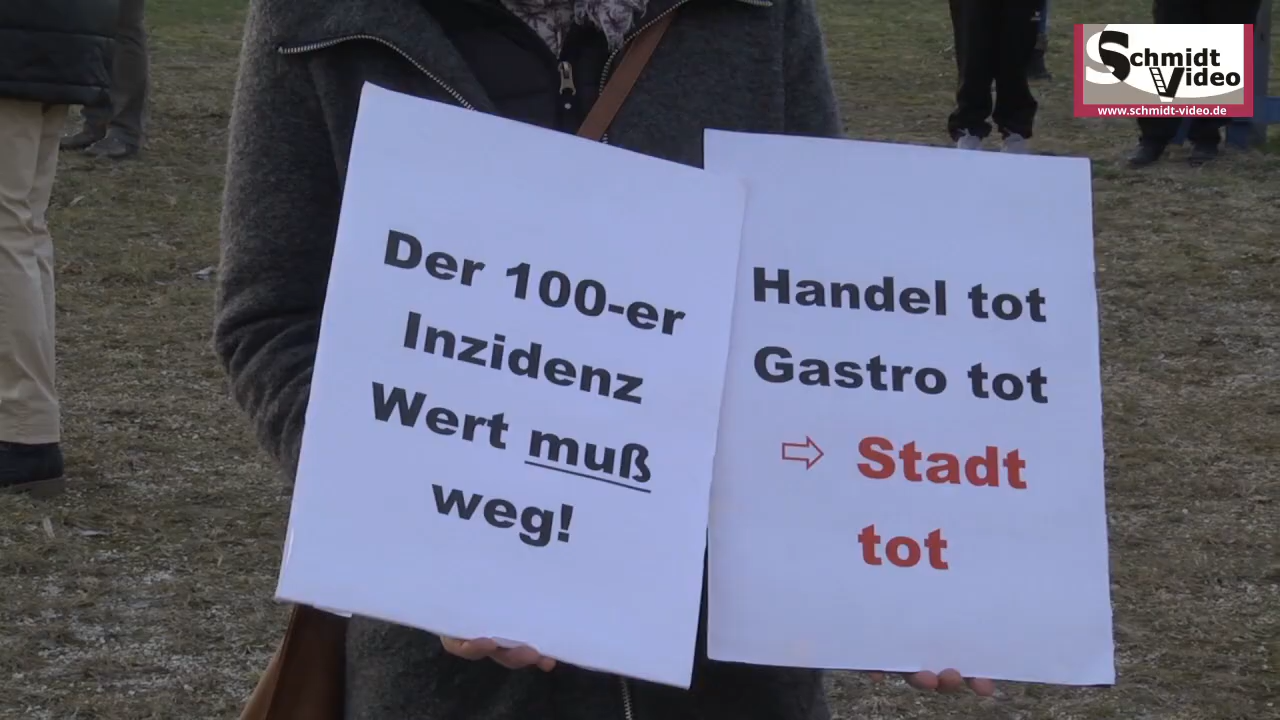 Der 100-er
Inzidenz
Wert muß
weg!
Handel tot
Gastro tot
⇨ Stadt
tot
Schmidt
Video
www.schmidt-video.de